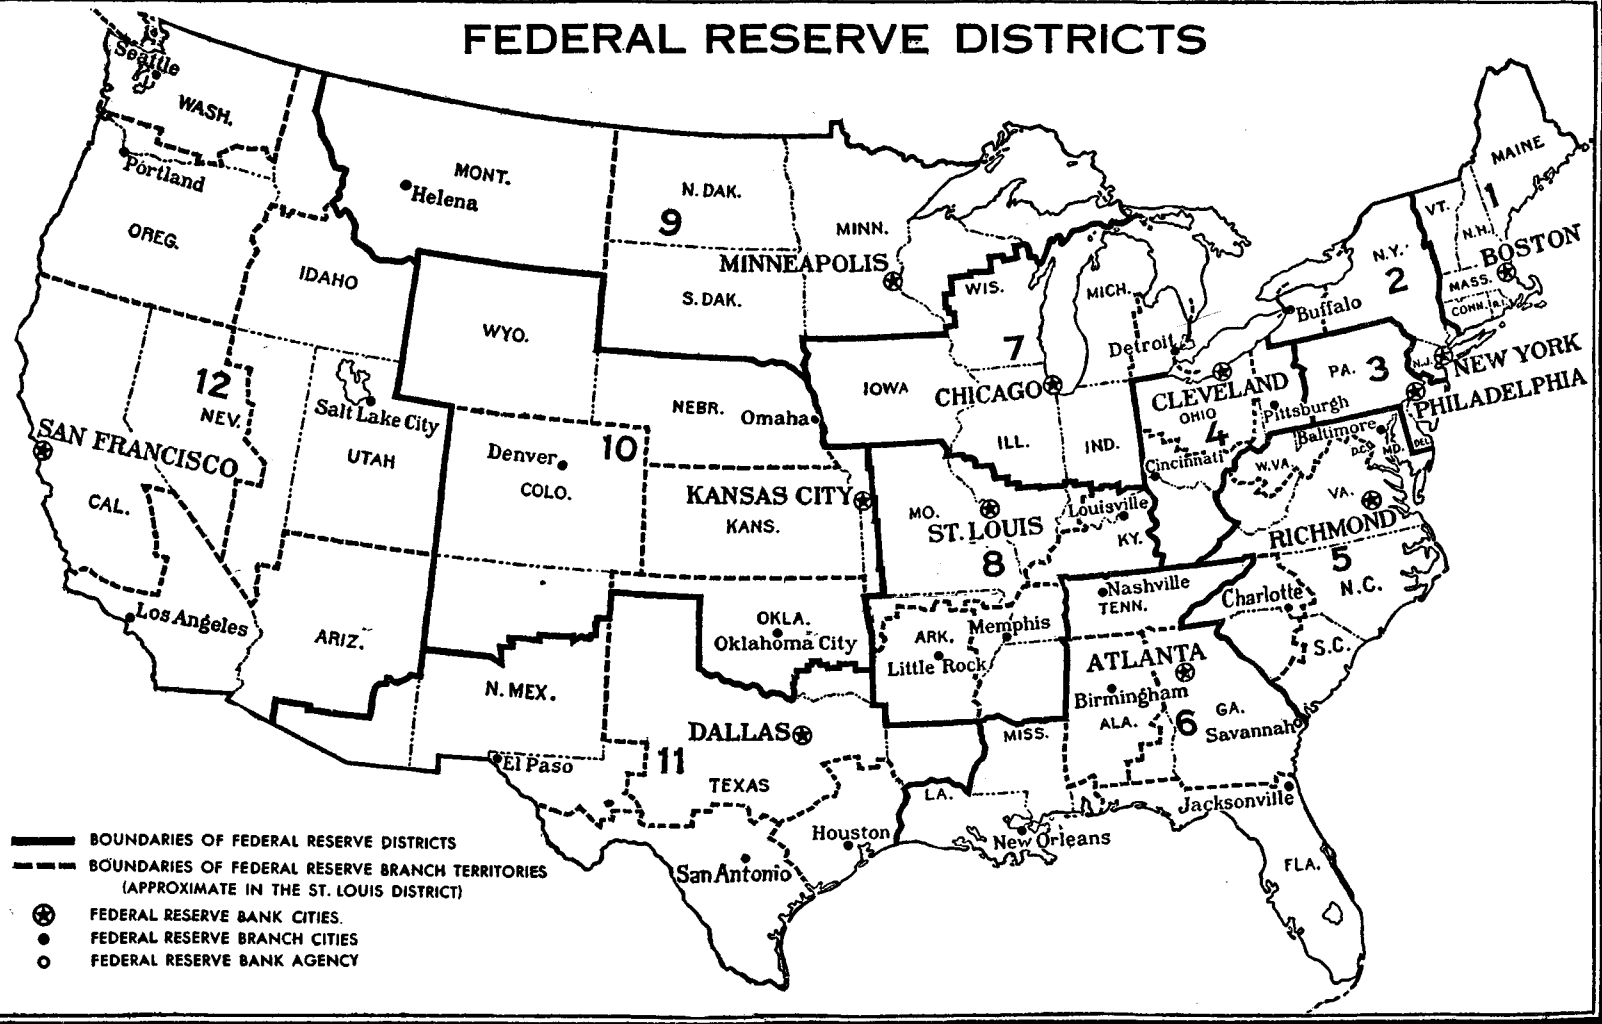 FEDERAL RESERVE DISTRICTS
Seattle
WASH.
Portland
OREG.
MONT.
Helena
IDAHO
N. DAK.
9
MINN.
MINNEAPOLIS
S. DAK.
WYO.
WIS.
MICH.
7
Detroit
MAINE
1
VT.
N.H.
BOSTON
MASS.
CONN.
R.I.
N.Y.
2
Buffalo
NEW YORK
N.J.
PA.
3
PHILADELPHIA
Pittsburgh
CLEVELAND
OHIO
4
Cincinnati
IOWA
CHICAGO
ILL.
IND.
NEBR.
Omaha
12
NEV.
Salt Lake City
UTAH
SAN FRANCISCO
CAL.
Los Angeles
ARIZ.
10
Denver
COLO.
KANSAS CITY
KANS.
MO.
ST. LOUIS
8
Louisville
KY.
W.VA.
Baltimore
D.C.
MD.
DEL.
VA.
RICHMOND
5
N.C.
Charlotte
S.C.
Nashville
TENN.
Memphis
ARK.
Little Rock
OKLA.
Oklahoma City
N. MEX.
El Paso
DALLAS
11
TEXAS
Houston
San Antonio
LA.
New Orleans
MISS.
ATLANTA
Birmingham
ALA.
6
GA.
Savannah
Jacksonville
FLA.
BOUNDARIES OF FEDERAL RESERVE DISTRICTS
BOUNDARIES OF FEDERAL RESERVE BRANCH TERRITORIES
(APPROXIMATE IN THE ST. LOUIS DISTRICT)
FEDERAL RESERVE BANK CITIES.
FEDERAL RESERVE BRANCH CITIES
FEDERAL RESERVE BANK AGENCY